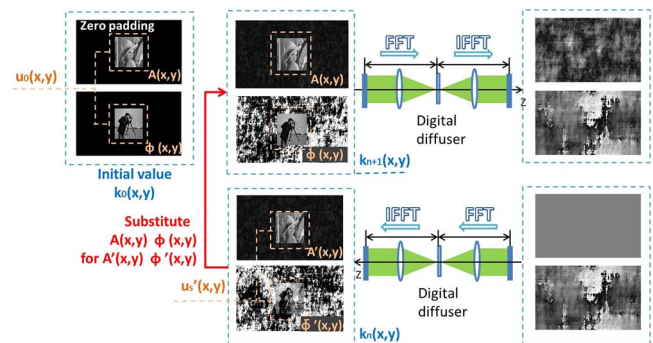 Zero padding
A(x,y)
u0(x,y)
ϕ (x,y)
Initial value
k0(x,y)
Substitute
A(x,y) ϕ (x,y)
for A'(x,y) ϕ '(x,y)
us'(x,y)
A(x,y)
ϕ (x,y)
kn+1(x,y)
FFT
IFFT
Z
Digital
diffuser
A'(x,y)
ϕ '(x,y)
kn(x,y)
IFFT
FFT
Z
Digital
diffuser